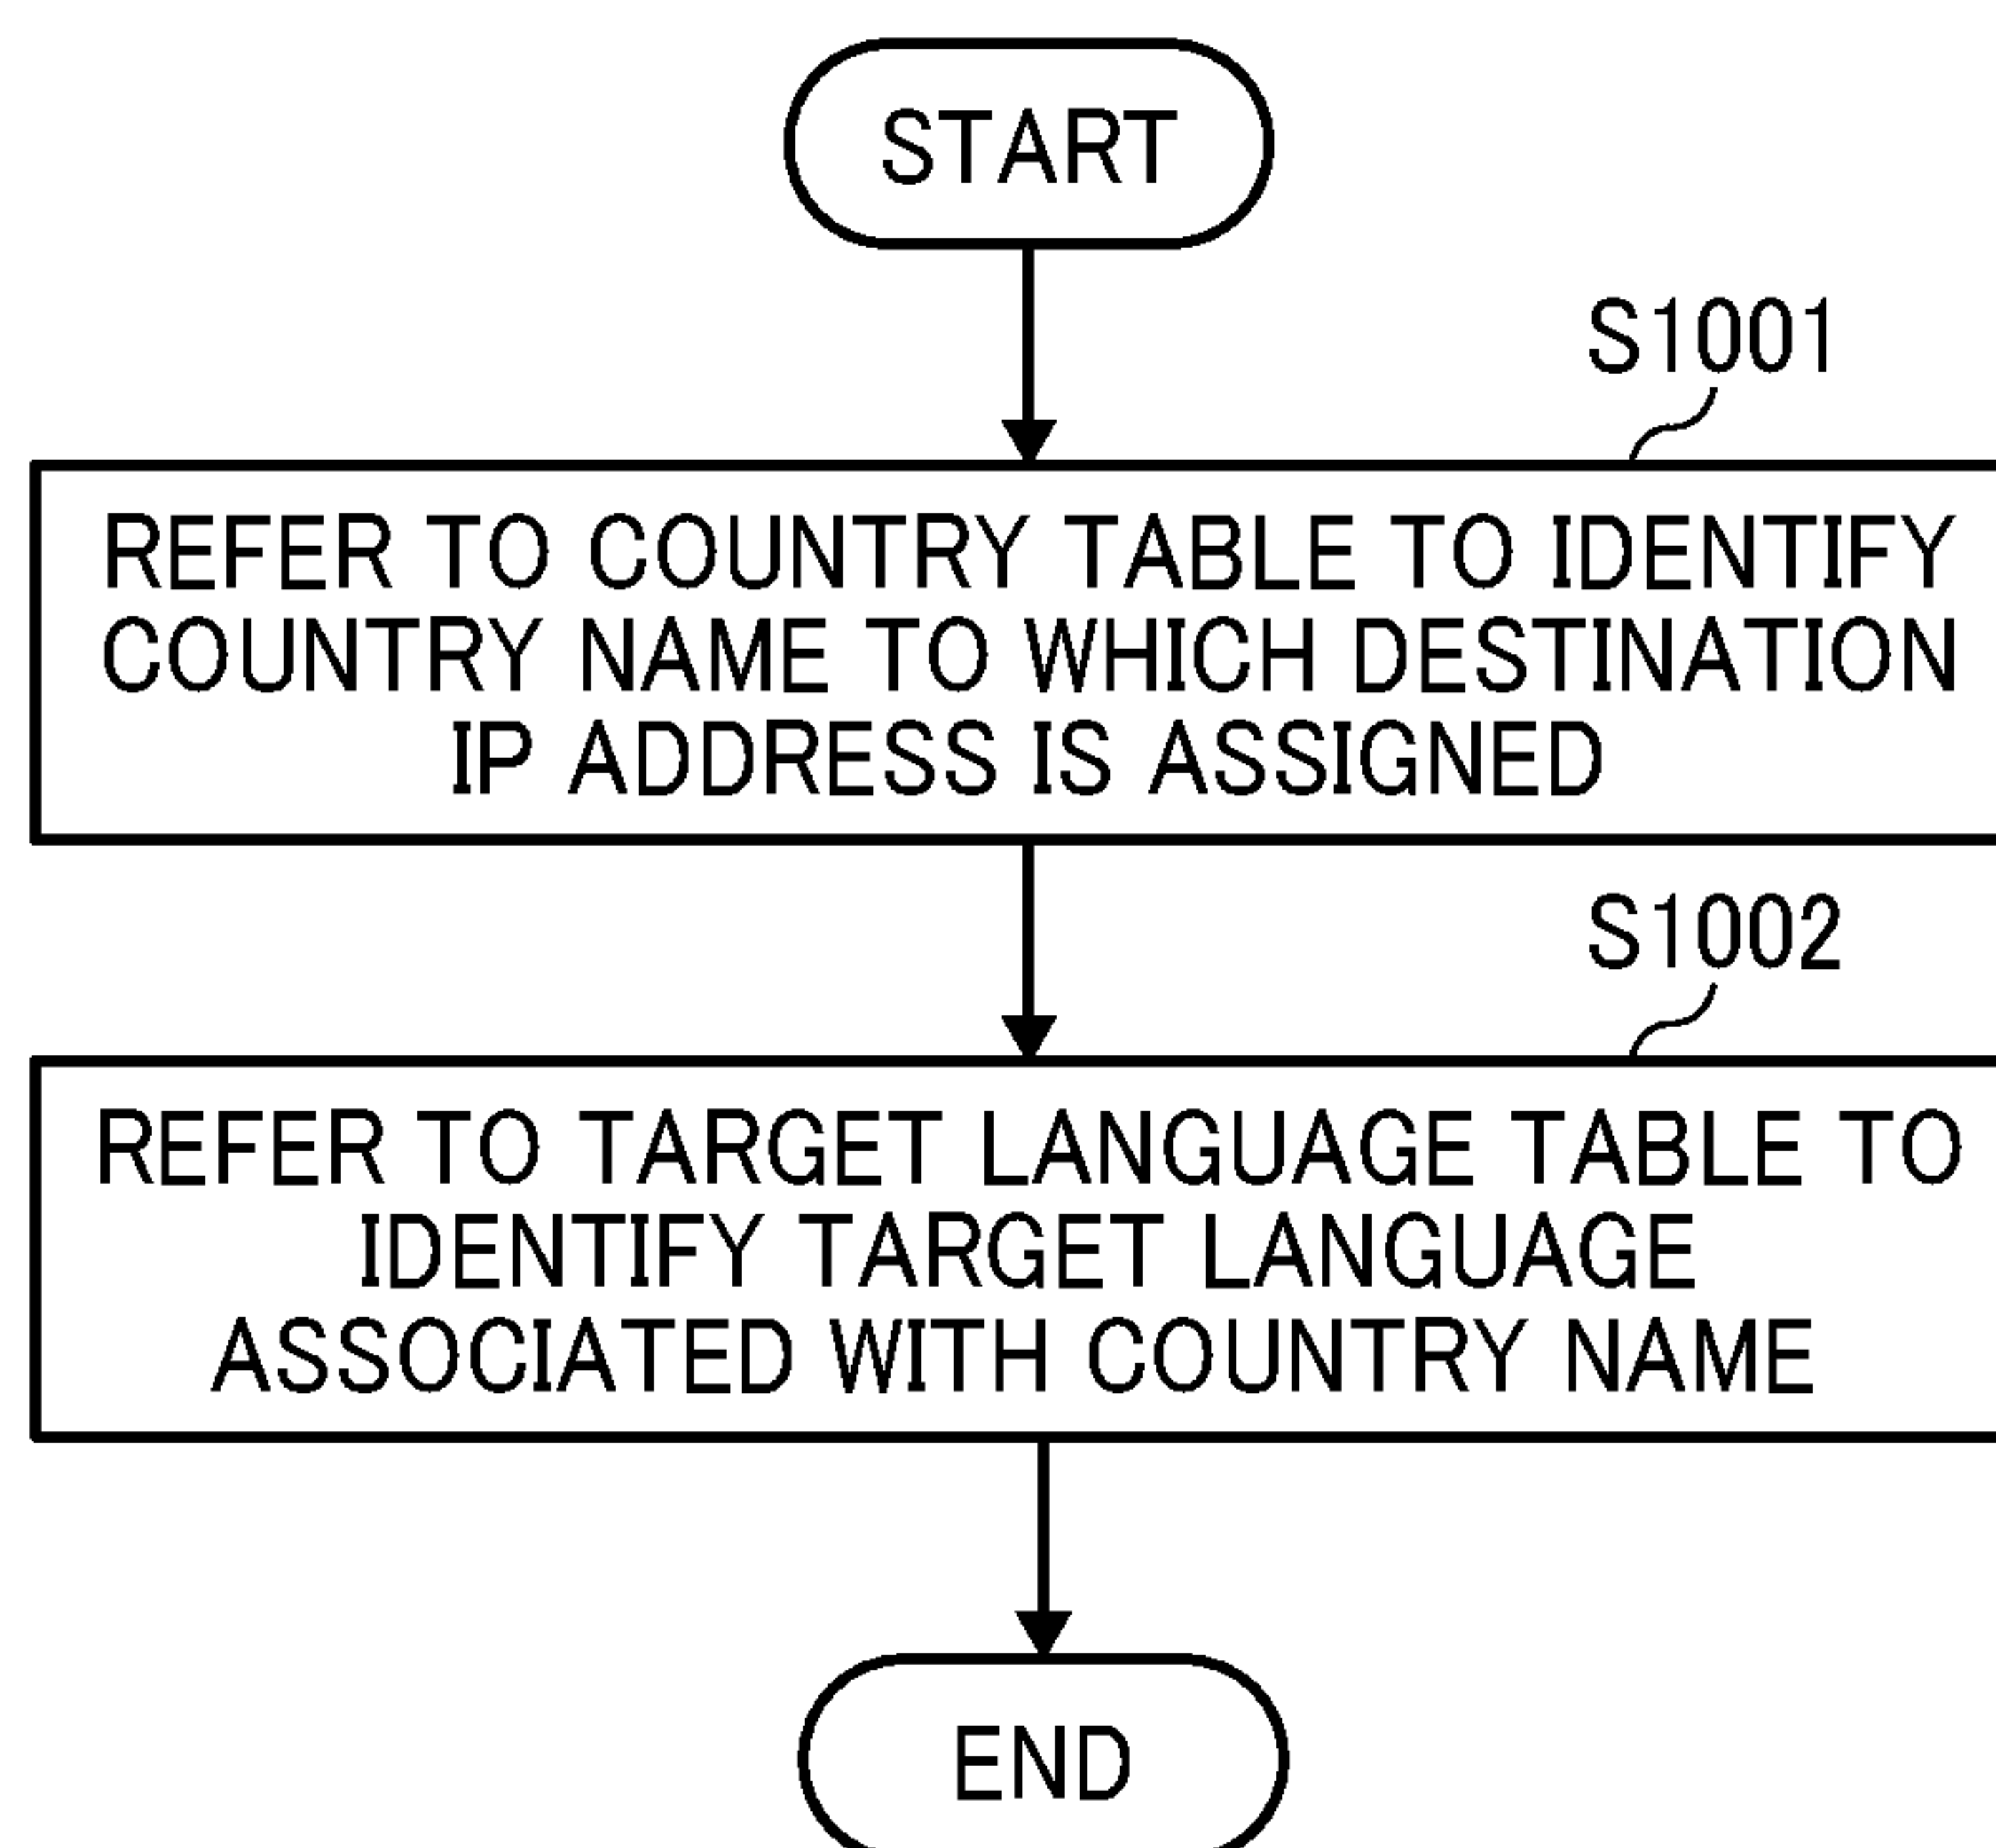 START
S1001
REFER TO COUNTRY TABLE TO IDENTIFY
COUNTRY NAME TO WHICH DESTINATION
IP ADDRESS IS ASSIGNED
S1002
REFER TO TARGET LANGUAGE TABLE TO
IDENTIFY TARGET LANGUAGE
ASSOCIATED WITH COUNTRY NAME
END